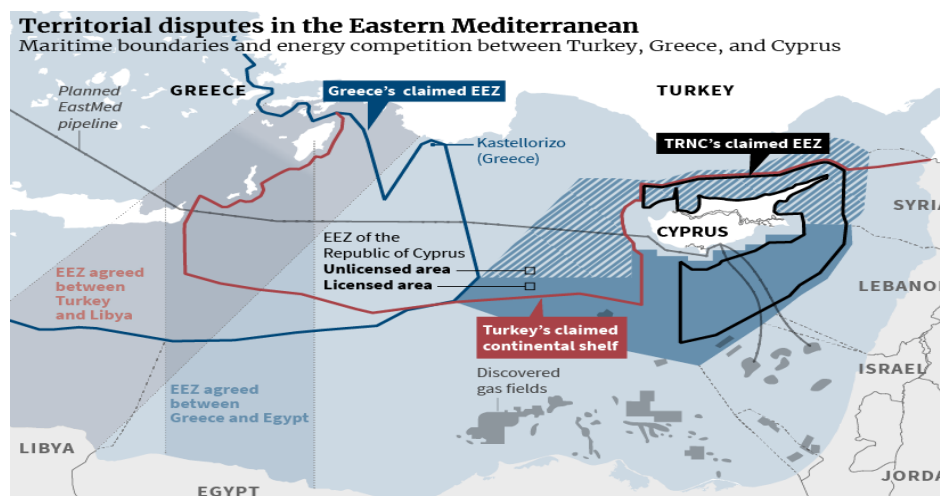 Territorial disputes in the Eastern Mediterranean
Maritime boundaries and energy competition between Turkey, Greece, and Cyprus
Planned
EastMed
pipeline
GREECE
Greece's claimed EEZ
TURKEY
TRNC's claimed EEZ
Kastellorizo
(Greece)
SYRIA
CYPRUS
EEZ of the
Republic of Cyprus
Unlicensed area
Licensed area
EEZ agreed
between
Turkey
and Libya
LEBANON
Turkey's claimed
continental shelf
ISRAEL
Discovered
gas fields
EEZ agreed
between
Greece and Egypt
LIBYA
EGYPT
JORDA